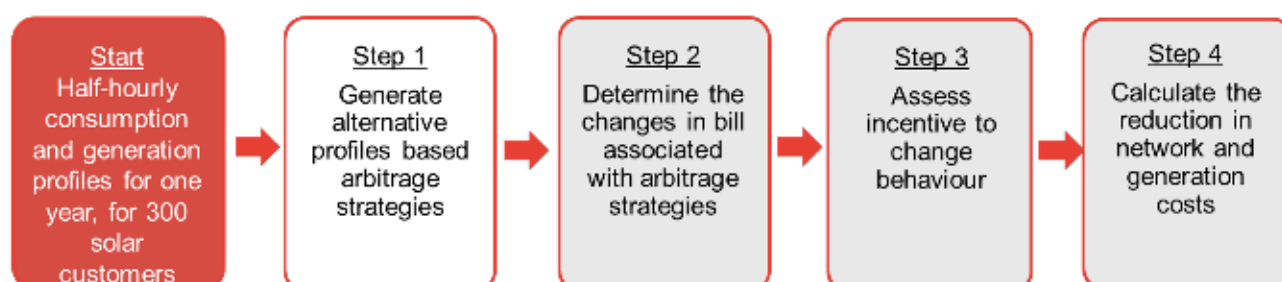 Start
Half-hourly
consumption
and generation
profiles for one
year, for 300
solar
customers
Step 1
Generate
alternative
profiles based
arbitrage
strategies
Step 2
Determine the
changes in bill
associated
with arbitrage
strategies
Step 3
Assess
incentive to
change
behaviour
Step 4
Calculate the
reduction in
network and
generation
costs